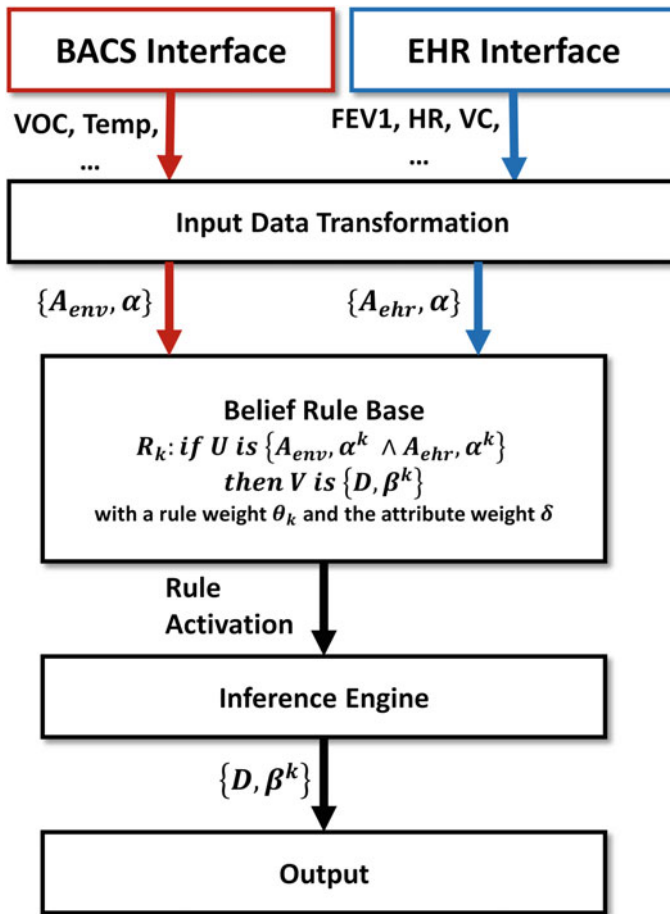 BACS Interface
EHR Interface
VOC, Temp,
...
FEV1, HR, VC,
...
Input Data Transformation
{A_env, α}
{A_ehr, α}
Belief Rule Base
R_k: if U is {A_env, α^k ∧ A_ehr, α^k}
then V is {D, β^k}
with a rule weight θ_k and the attribute weight δ
Rule
Activation
Inference Engine
{D, β^k}
Output